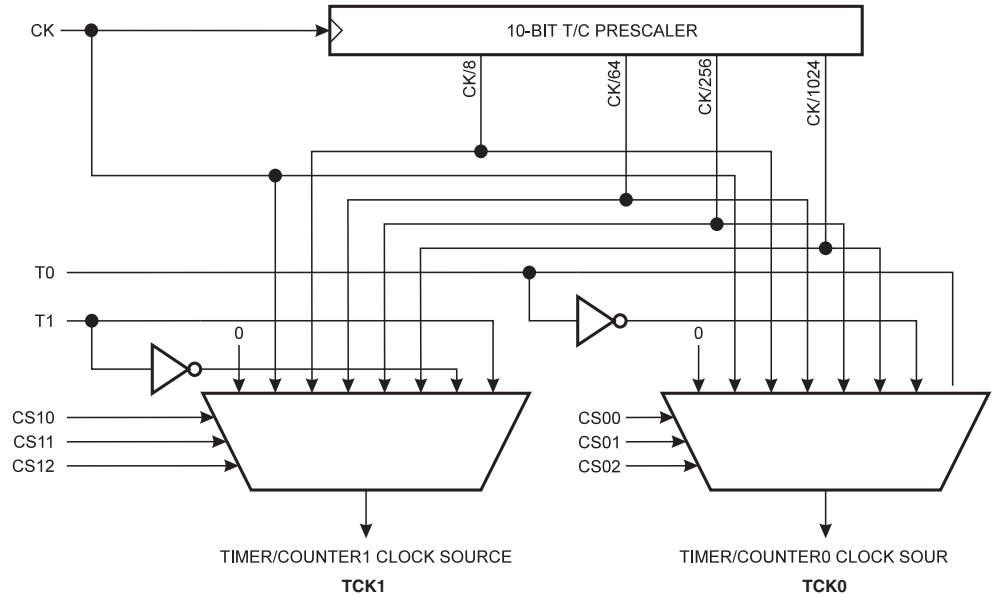 CK
10-BIT T/C PRESCALER
CK/8
CK/64
CK/256
CK/1024
T0
T1
0
0
CS10
CS11
CS12
CS00
CS01
CS02
TIMER/COUNTER1 CLOCK SOURCE
TCK1
TIMER/COUNTER0 CLOCK SOUR
TCK0